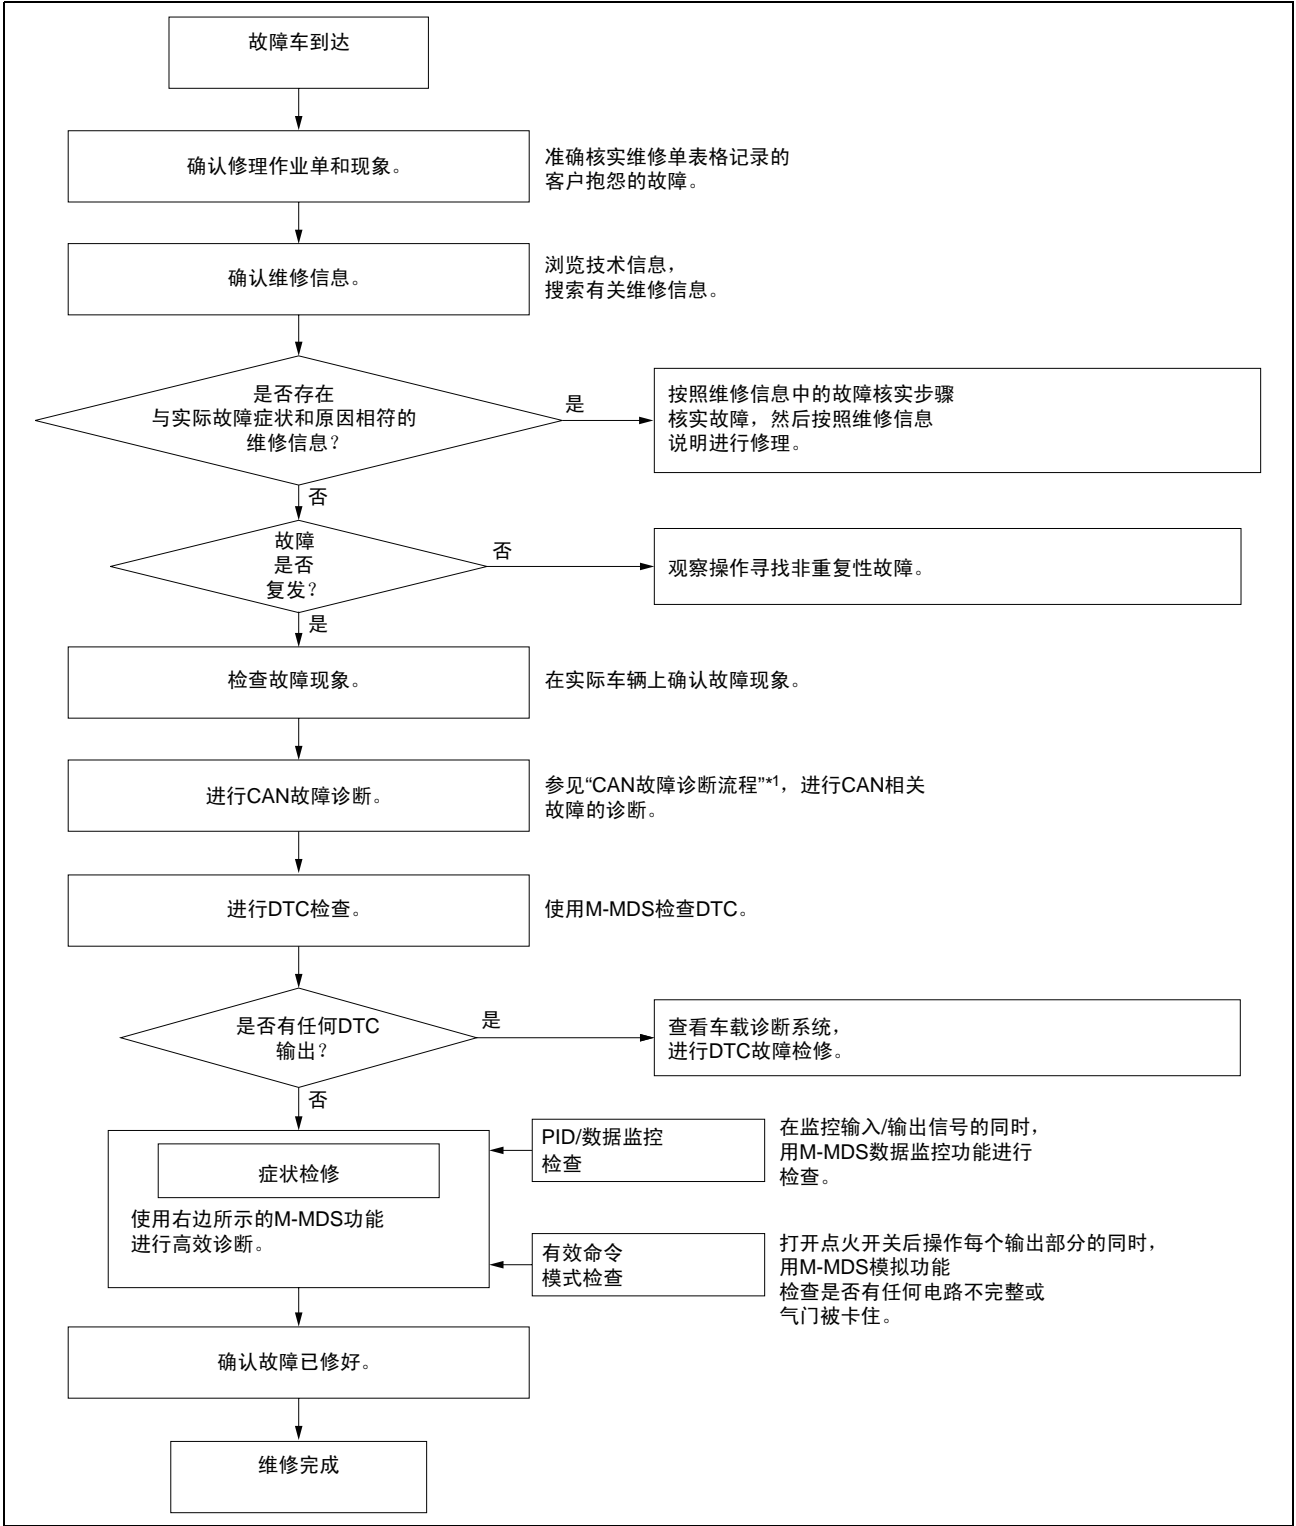 故障车到达
确认修理作业单和现象。
准确核实维修单表格记录的
客户抱怨的故障。
确认维修信息。
浏览技术信息，
搜索有关维修信息。
是否存在
与实际故障症状和原因相符的
维修信息？
是
按照维修信息中的故障核实步骤
核实故障，然后按照维修信息
说明进行修理。
否
故障
是否
复发？
否
观察操作寻找非重复性故障。
是
检查故障现象。
在实际车辆上确认故障现象。
进行CAN故障诊断。
参见“CAN故障诊断流程”*1，进行CAN相关
故障的诊断。
进行DTC检查。
使用M-MDS检查DTC。
是否有任何DTC
输出？
是
查看车载诊断系统，
进行DTC故障检修。
否
症状检修
使用右边所示的M-MDS功能
进行高效诊断。
PID/数据监控
检查
在监控输入/输出信号的同时，
用M-MDS数据监控功能进行
检查。
有效命令
模式检查
打开点火开关后操作每个输出部分的同时，
用M-MDS模拟功能
检查是否有任何电路不完整或
气门被卡住。
确认故障已修好。
维修完成